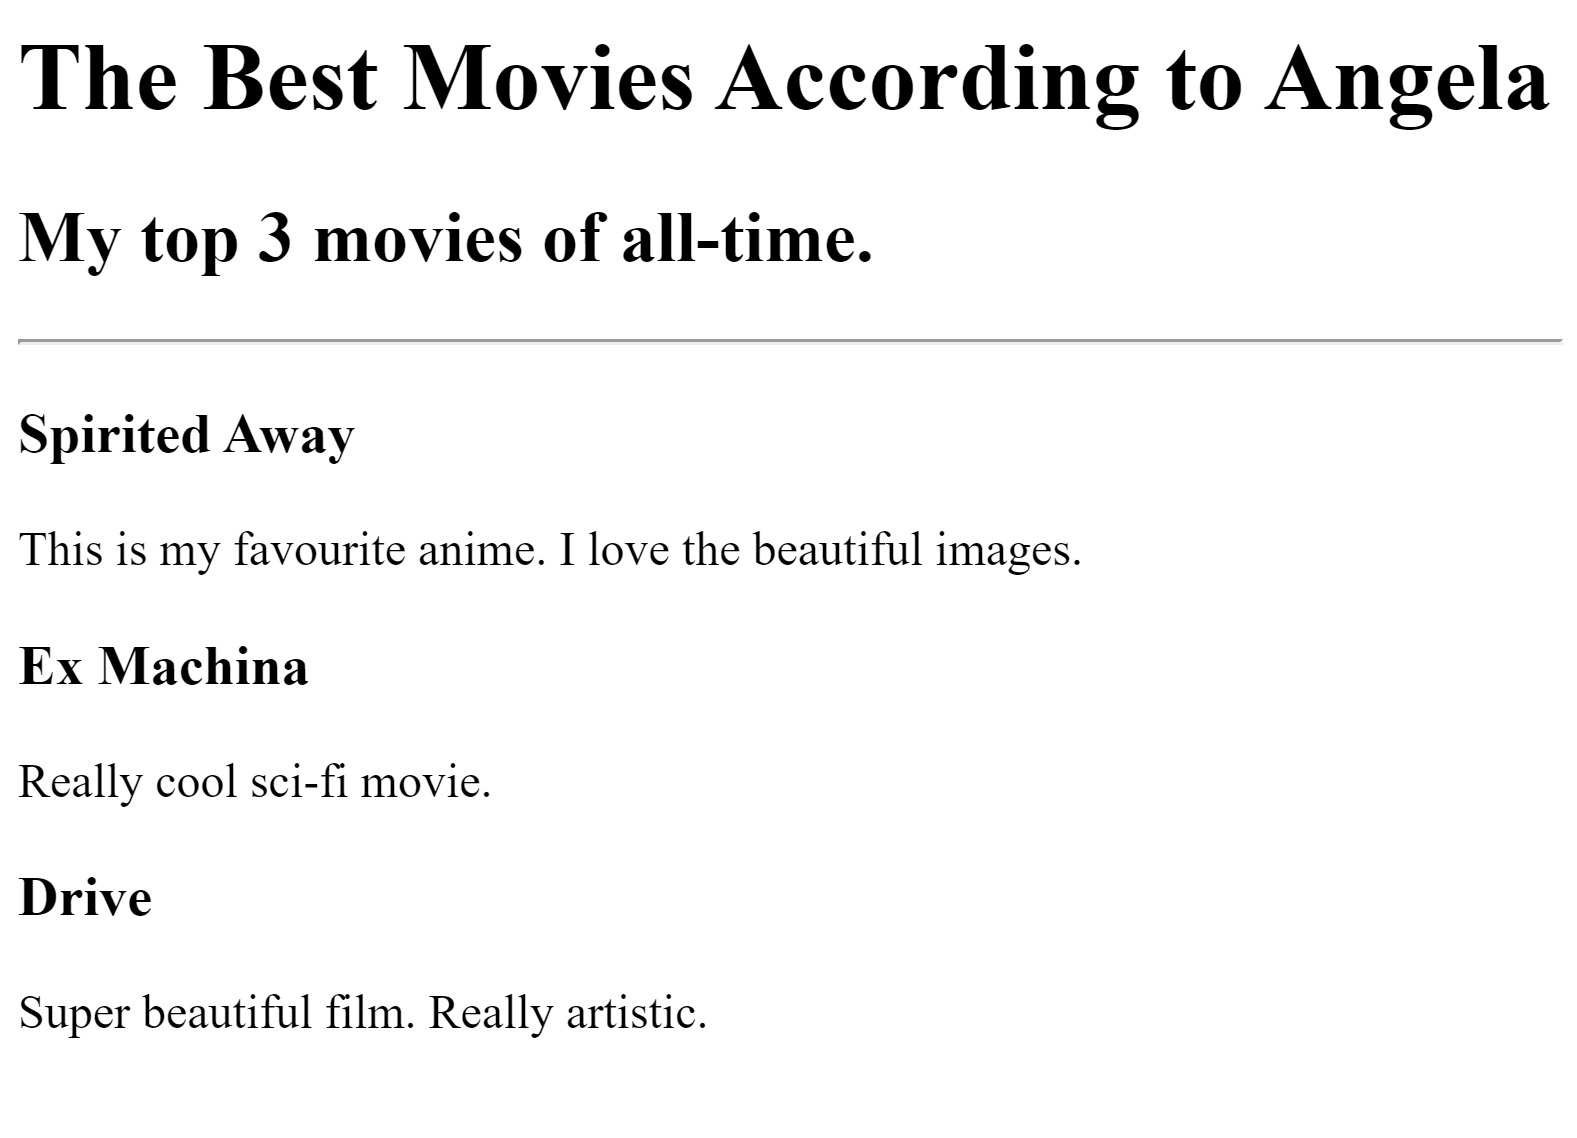 The Best Movies According to Angela
My top 3 movies of all-time.
Spirited Away
This is my favourite anime. I love the beautiful images.
Ex Machina
Really cool sci-fi movie.
Drive
Super beautiful film. Really artistic.